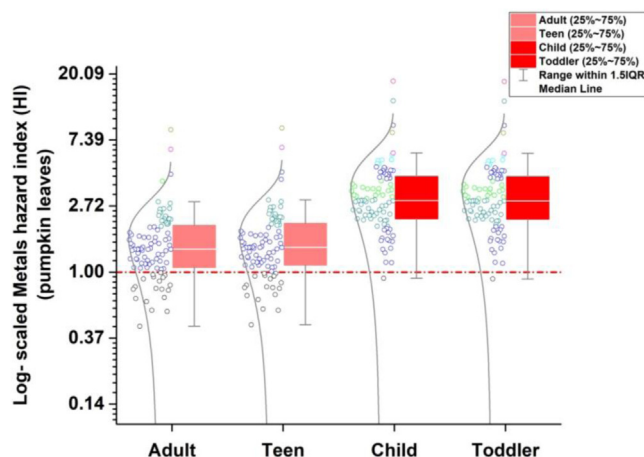 Adult (25%~75%)
Teen (25%~75%)
Child (25%~75%)
Toddler (25%~75%)
Range within 1.5IQR
Median Line
Log- scaled Metals hazard index (HI)
(pumpkin leaves)
20.09
7.39
2.72
1.00
0.37
0.14
Adult
Teen
Child
Toddler